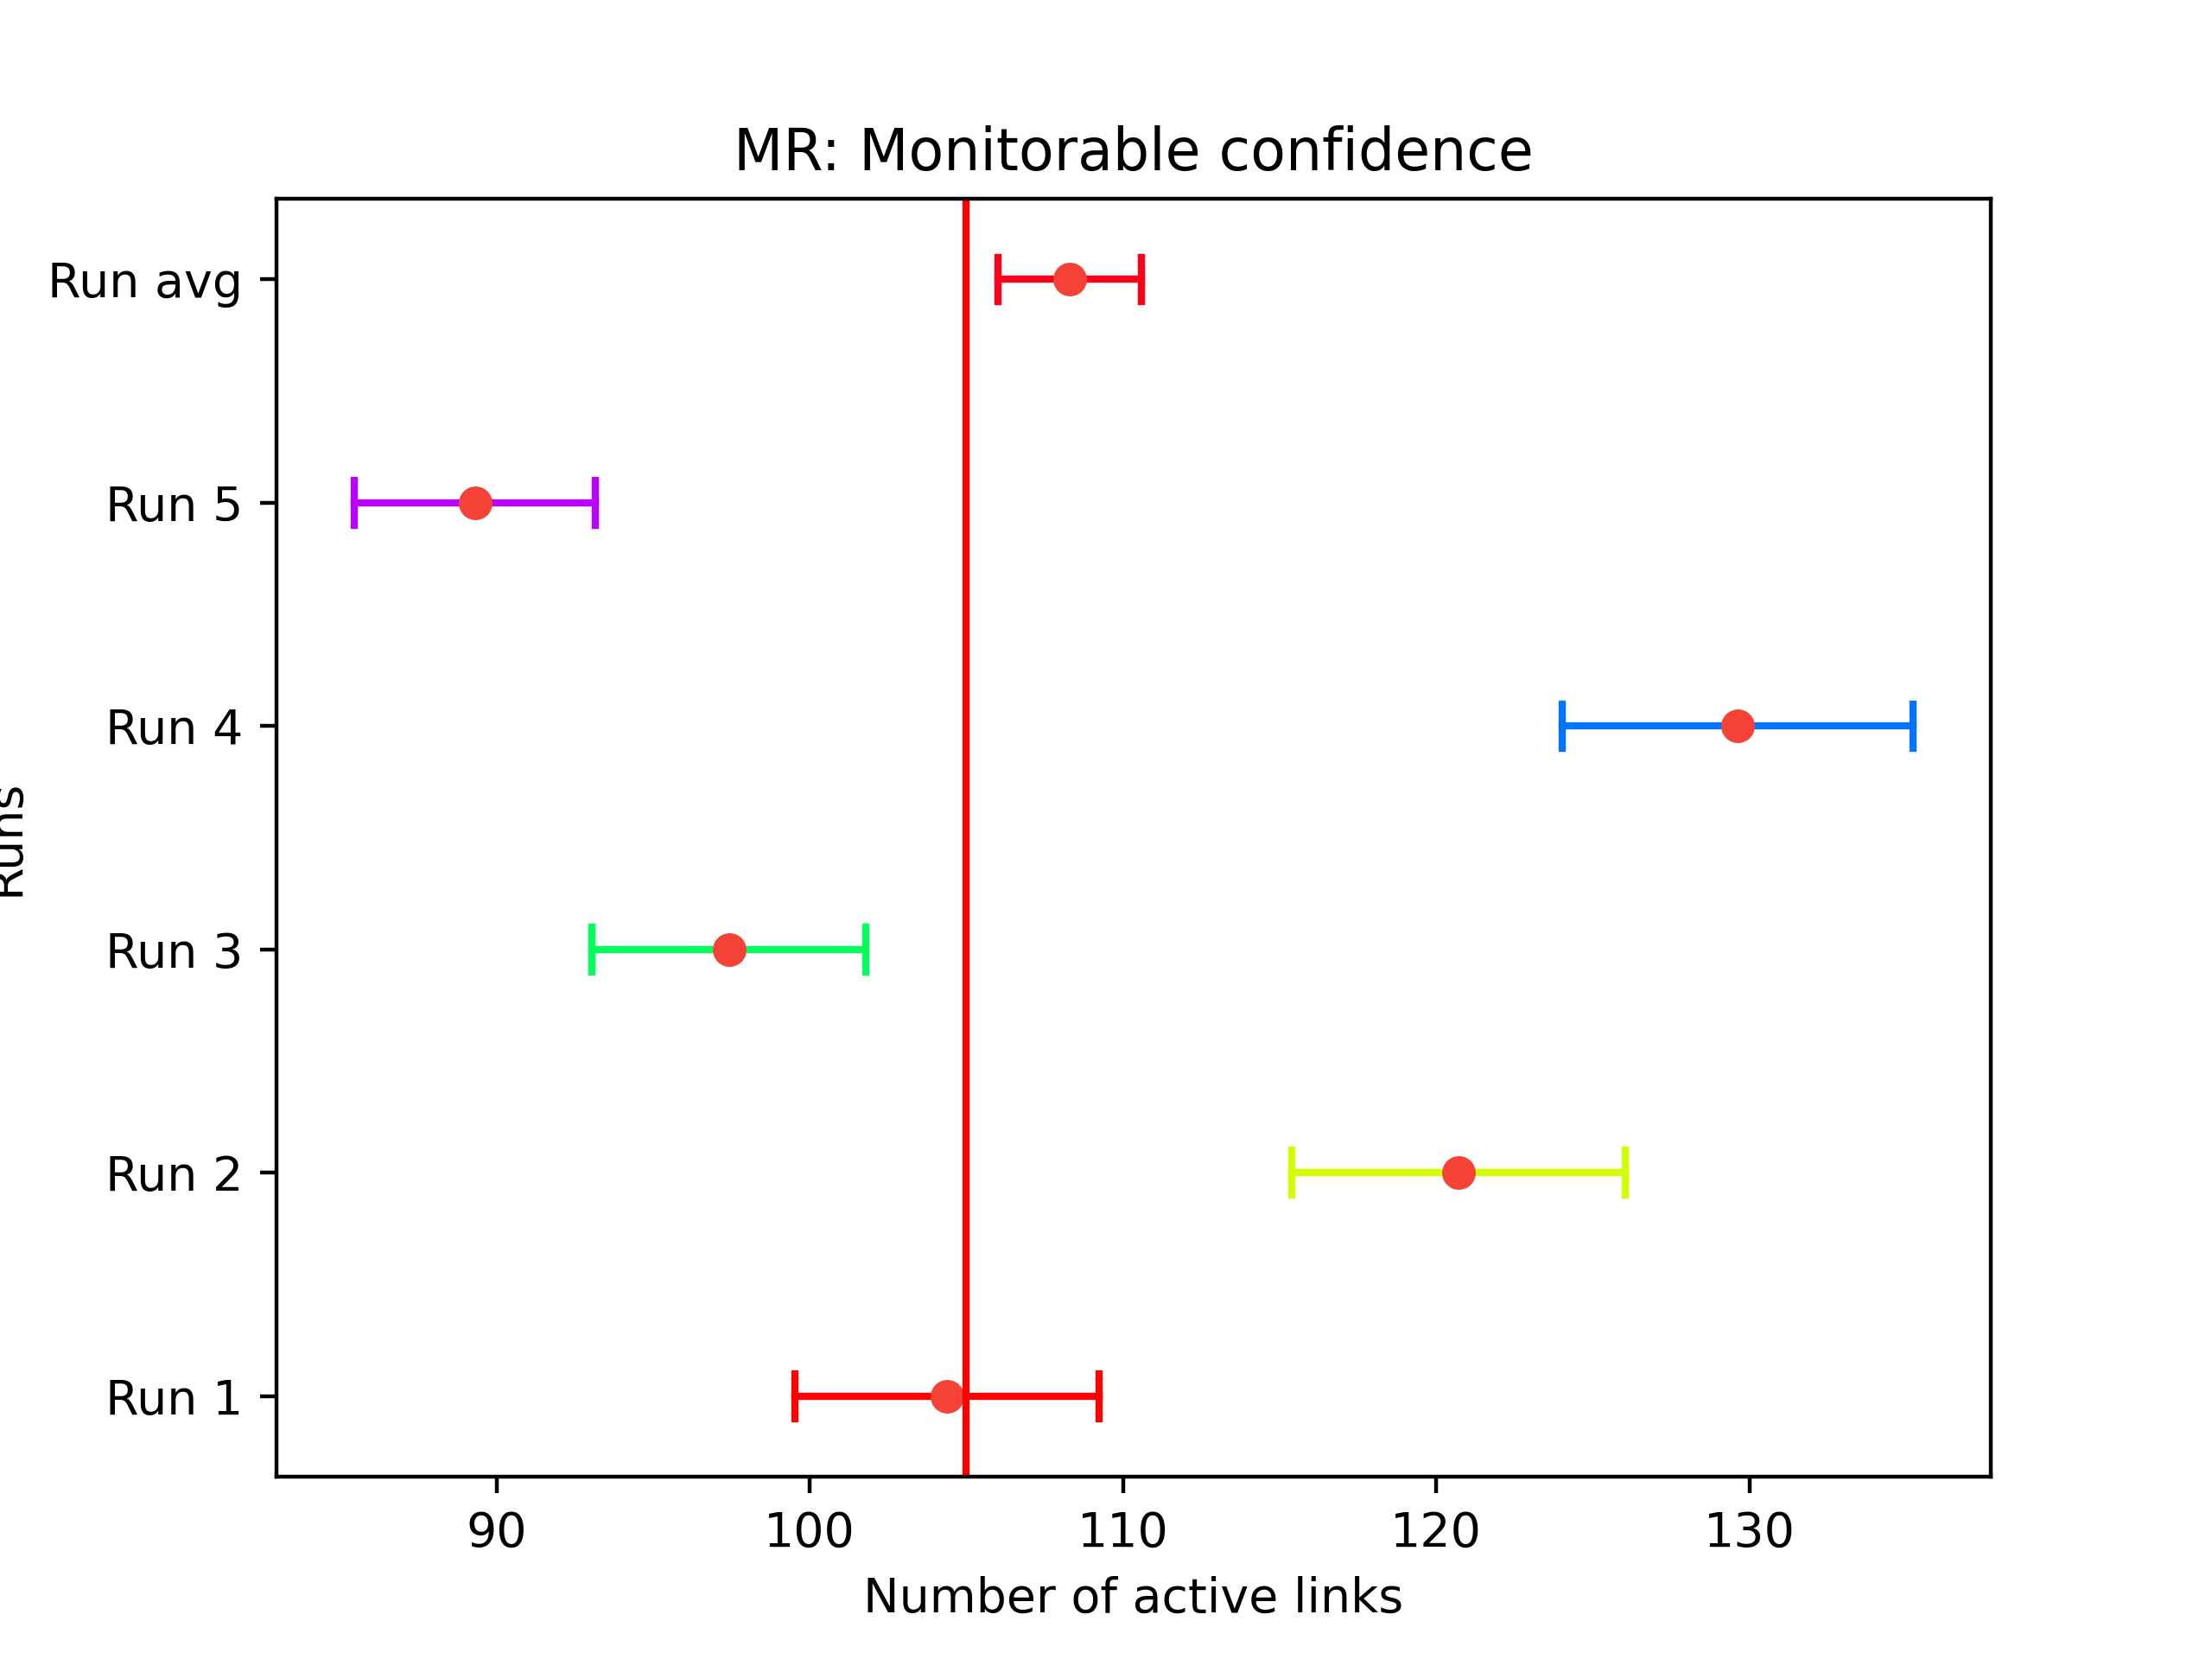 MR: Monitorable confidence
Run avg
Run 5
Run 4
Runs
Run 3
Run 2
Run 1
90 100 110 120 130
Number of active links